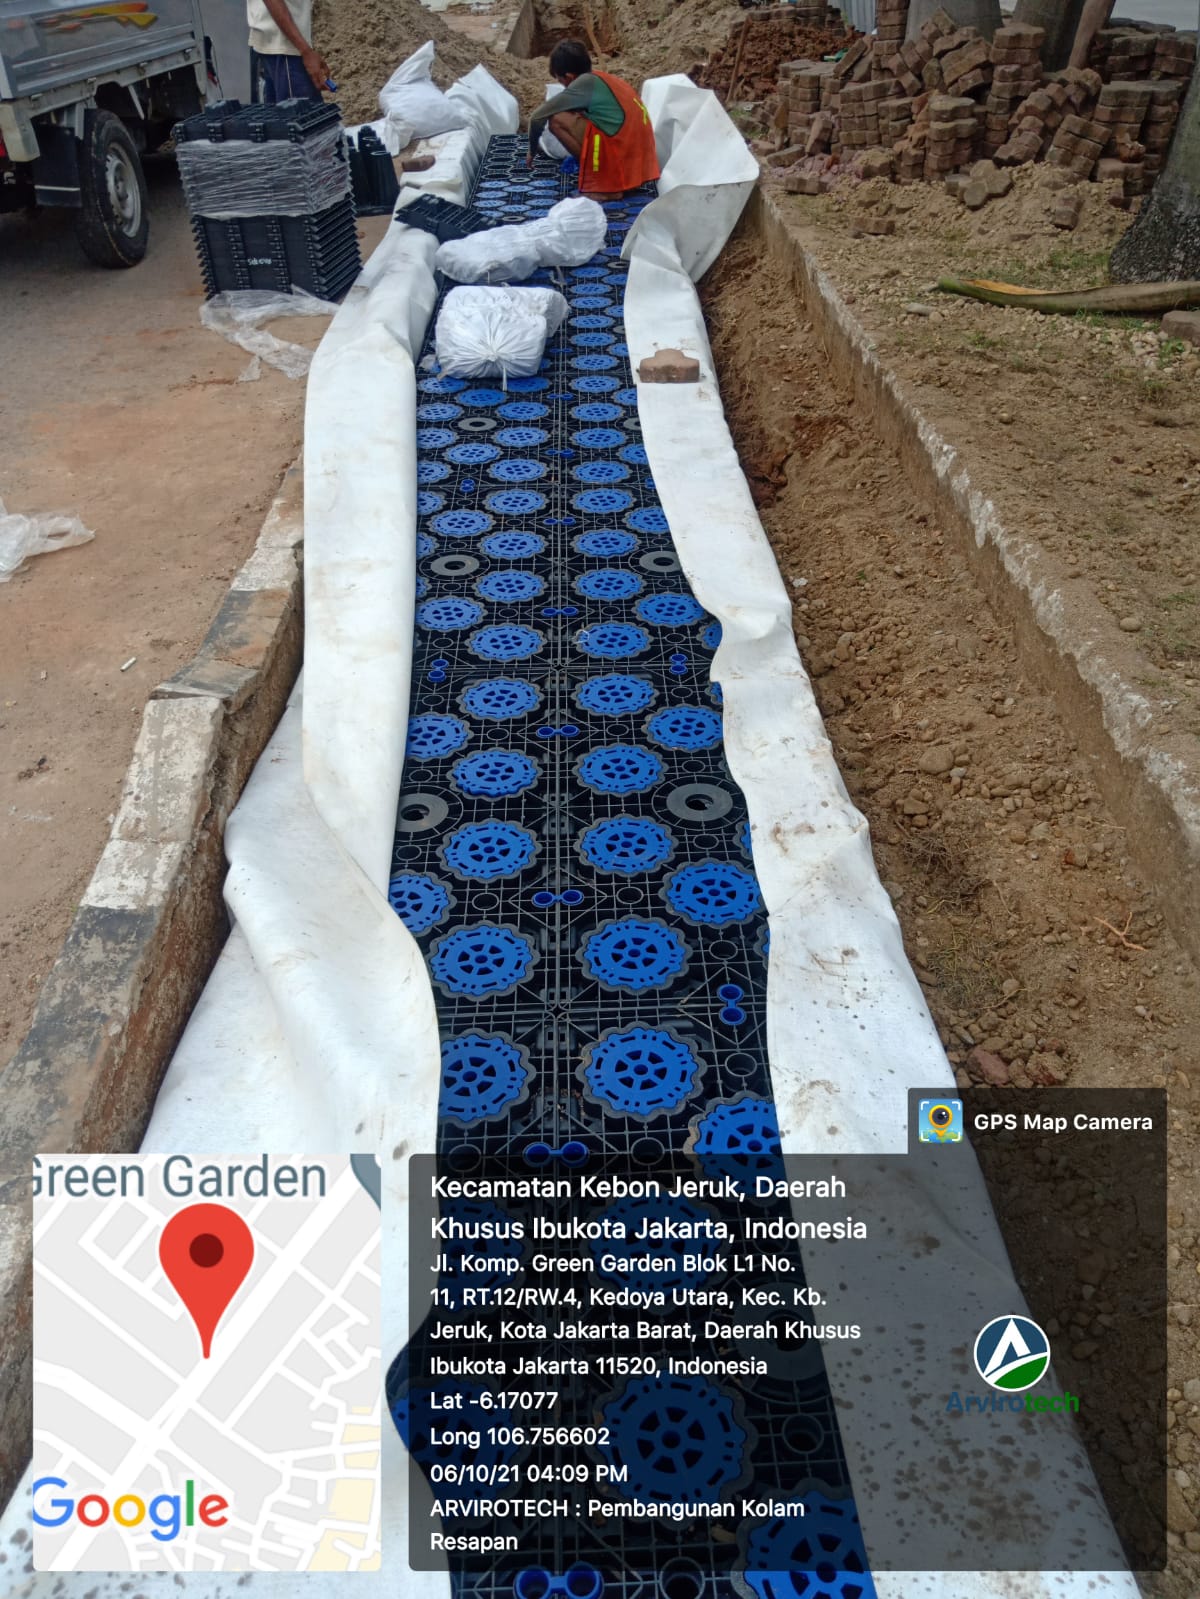 GPS Map Camera
Green Garden
Google
Kecamatan Kebon Jeruk, Daerah
Khusus Ibukota Jakarta, Indonesia
Jl. Komp. Green Garden Blok L1 No.
11, RT.12/RW.4, Kedoya Utara, Kec. Kb.
Jeruk, Kota Jakarta Barat, Daerah Khusus
Ibukota Jakarta 11520, Indonesia
Lat -6.17077
Long 106.756602
06/10/21 04:09 PM
ARVIROTECH : Pembangunan Kolam
Resapan
Arvirotech